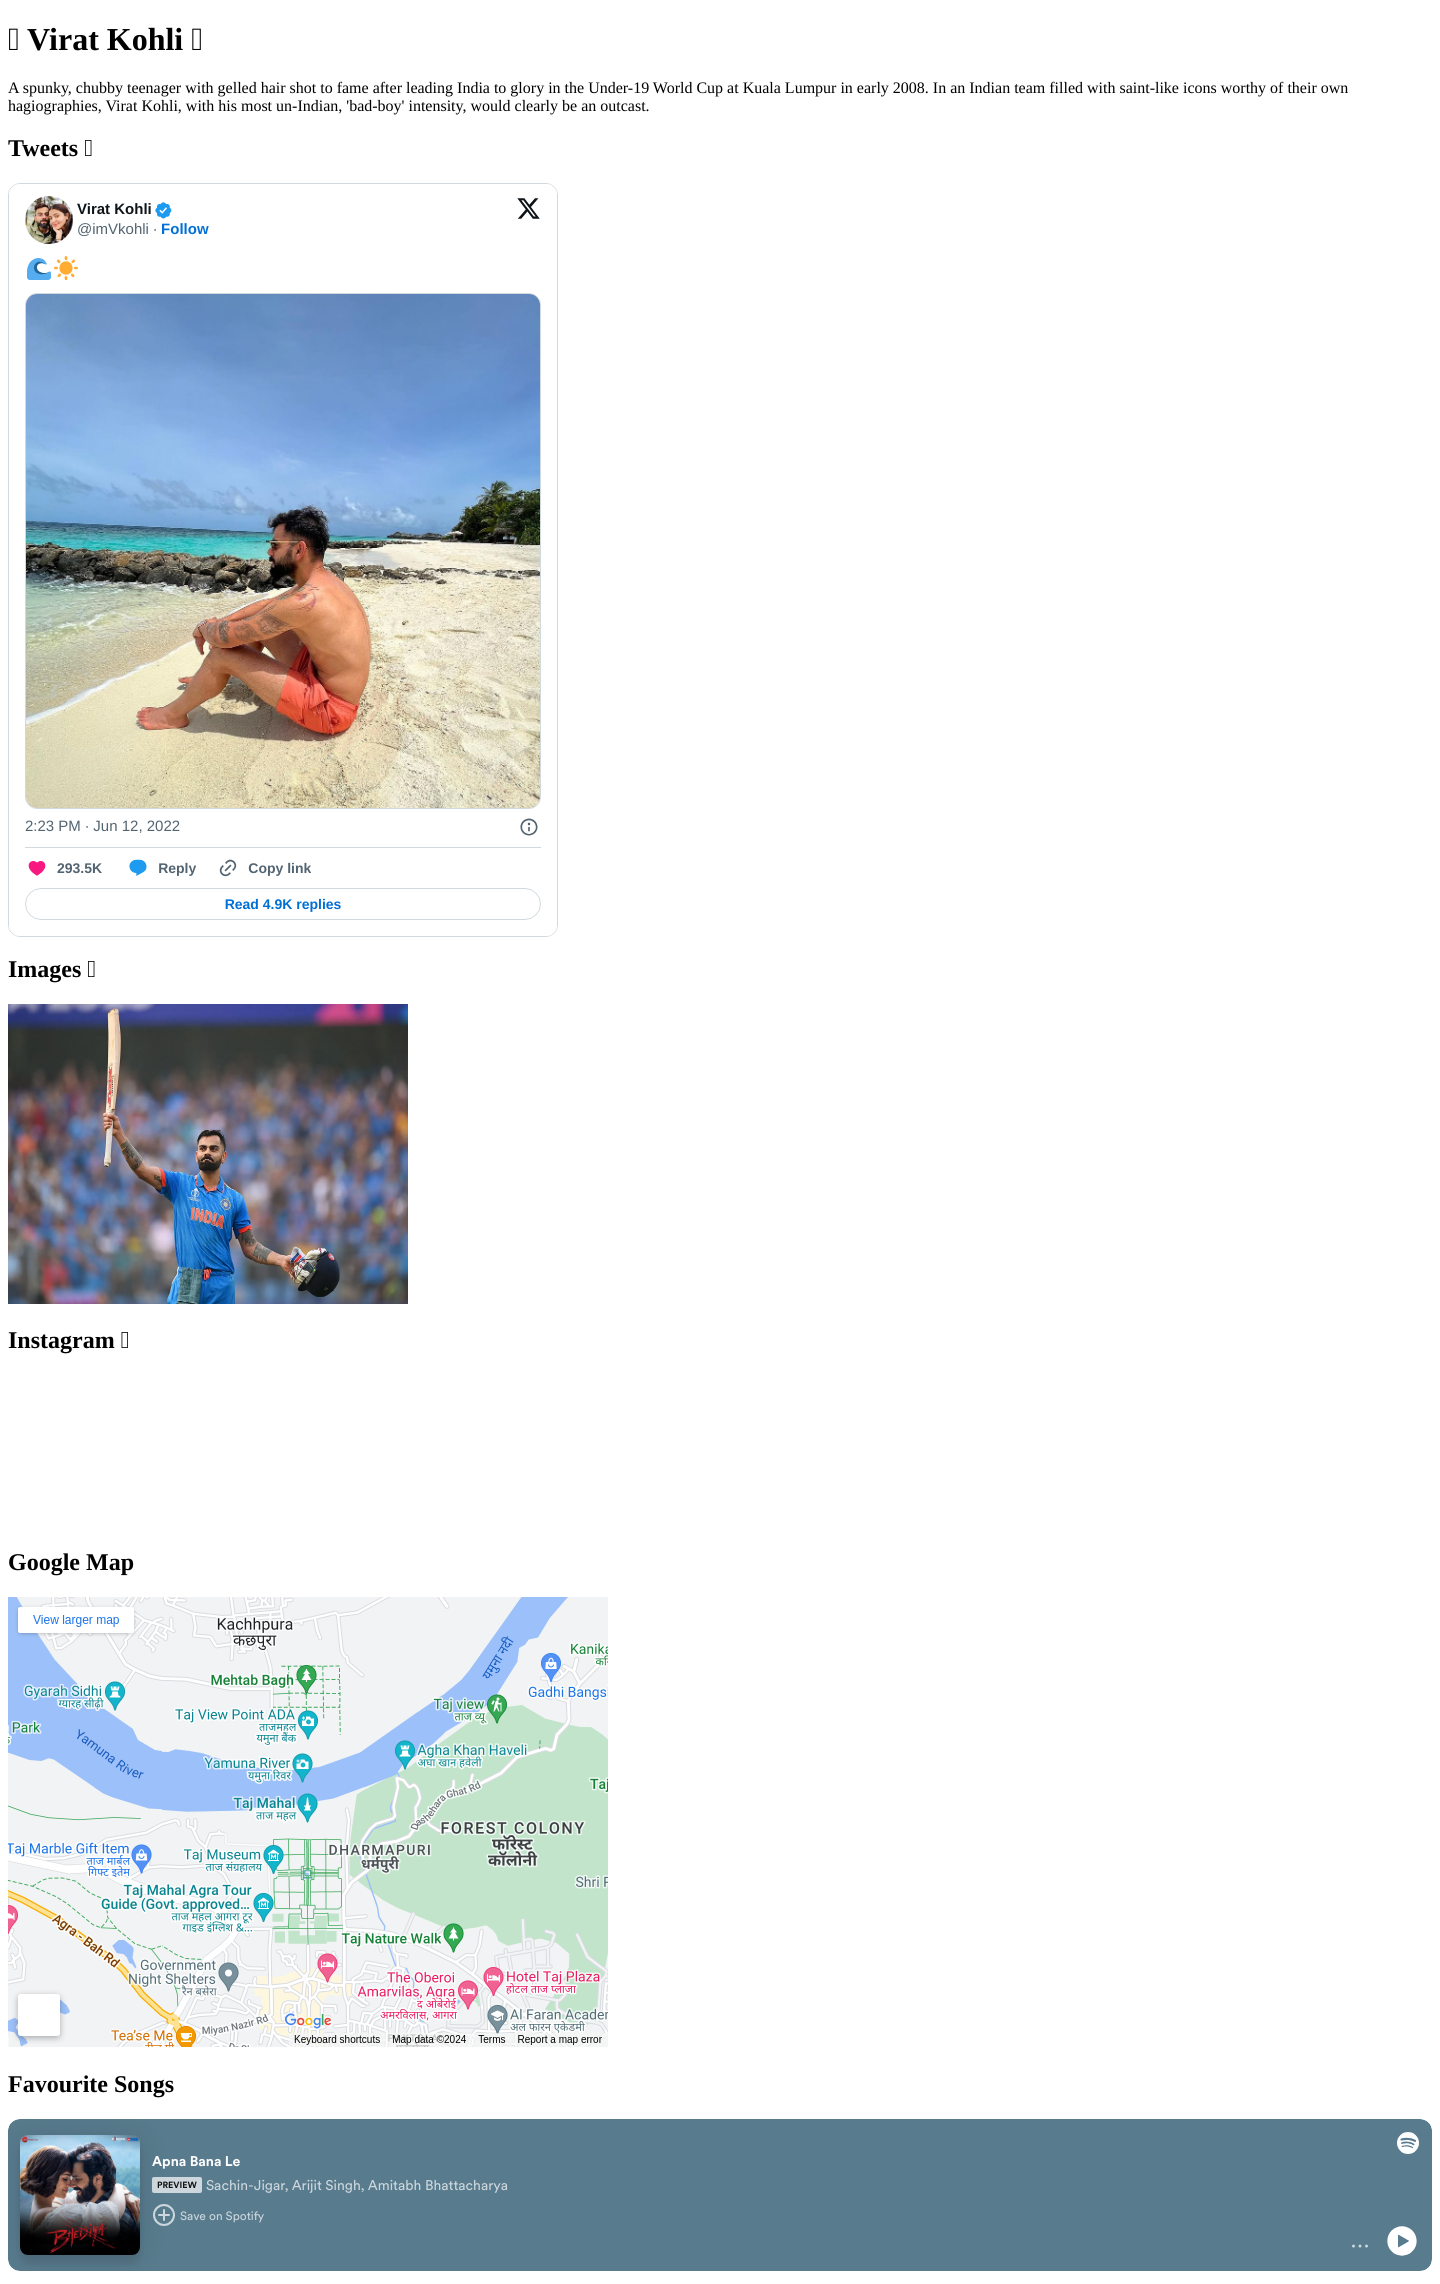 Virat Kohli
A spunky, chubby teenager with gelled hair shot to fame after leading India to glory in the Under-19 World Cup at Kuala Lumpur in early 2008. In an Indian team filled with saint-like icons worthy of their own
hagiographies, Virat Kohli, with his most un-Indian, 'bad-boy' intensity, would clearly be an outcast.
Tweets
Virat Kohli
@imVkohli · Follow
2:23 PM · Jun 12, 2022
293.5K Reply Copy link
Read 4.9K replies
Images
INDIA
Instagram
Google Map
View larger map
Kachhpura
कछपुरा
यमुना नदी
Mehtab Bagh
Gyarah Sidhi
ग्यारह सीढ़ी
Gadhi Bangs
Taj view
ताज व्यू
Taj View Point ADA
ताजमहल
यमुना बैंक
Park
Yamuna River
Yamuna River
यमुना रिवर
Agha Khan Haveli
अघा खान हवेली
Taj Mahal
ताज महल
Dashehara Ghat Rd
FOREST COLONY
फॉरेस्ट
कॉलोनी
Taj Marble Gift Item
ताज मार्बल
गिफ्ट इतेम
Taj Museum
ताज संग्रहालय
DHARMAPURI
धर्मपुरी
Shri
Taj Mahal Agra Tour
Guide (Govt. approved...
ताज महल आगरा टूर
गाइड इंग्लिश &...
Agra - Bah Rd
Taj Nature Walk
Government
Night Shelters
रैन बसेरा
The Oberoi
Amarvilas, Agra
द ओबेरॉई
अमरविलास, आगरा
Hotel Taj Plaza
होटल ताज प्लाजा
Al Faran Academ
अल फारन एकेडमी
Tea'se Me
Miyan Nazir Rd
Google
Keyboard shortcuts Map data ©2024 Terms Report a map error
Favourite Songs
Apna Bana Le
PREVIEW Sachin-Jigar, Arijit Singh, Amitabh Bhattacharya
Save on Spotify
BHEDIYA